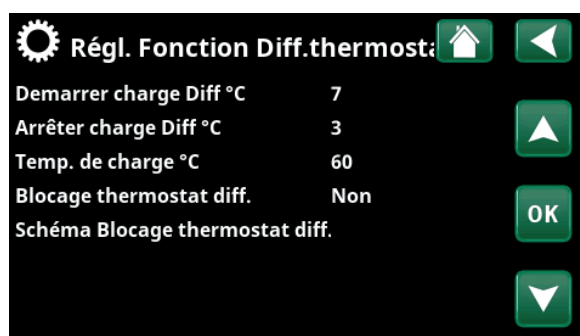 Régl. Fonction Diff.thermosta
Demarrer charge Diff °C 7
Arrêter charge Diff °C 3
Temp. de charge °C 60
Blocage thermostat diff. Non
Schéma Blocage thermostat diff.
OK